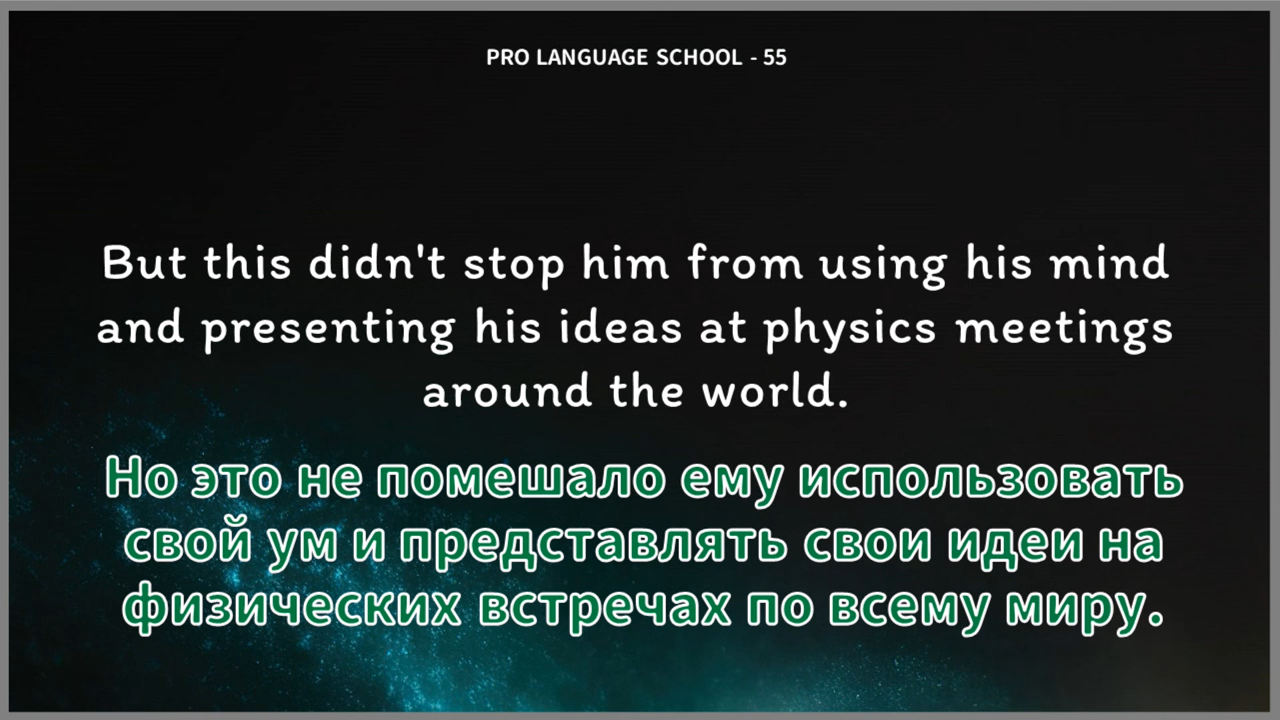 PRO LANGUAGE SCHOOL - 55
But this didn't stop him from using his mind
and presenting his ideas at physics meetings
around the world.
Но это не помешало ему использовать
свой ум и представлять свои идеи на
физических встречах по всему миру.